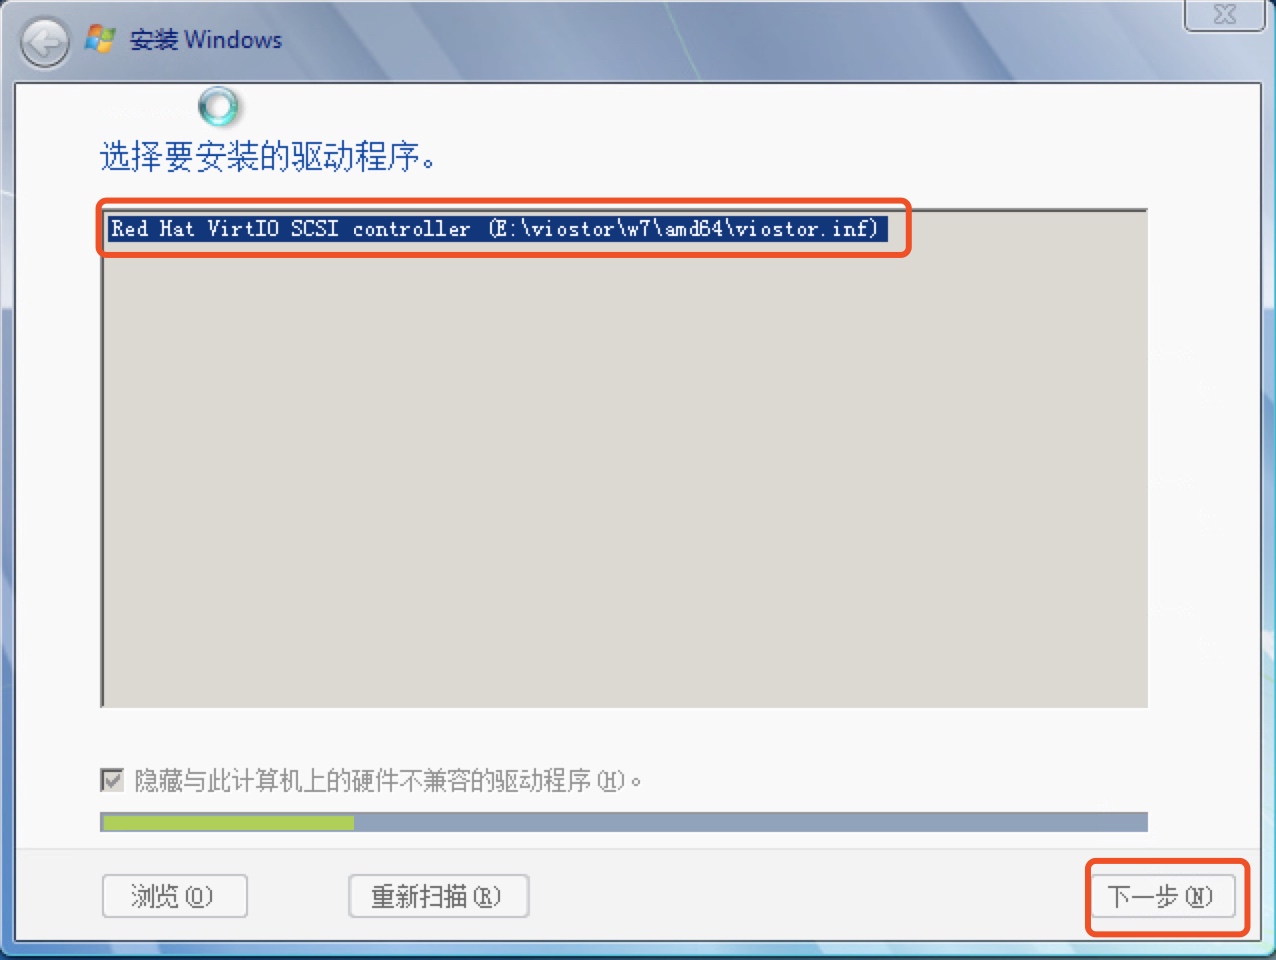 安装 Windows
选择要安装的驱动程序。
Red Hat VirtIO SCSI controller (E:\viostor\w7\amd64\viostor.inf)
隐藏与此计算机上的硬件不兼容的驱动程序(H)。
浏览(O) 重新扫描(R) 下一步(N)